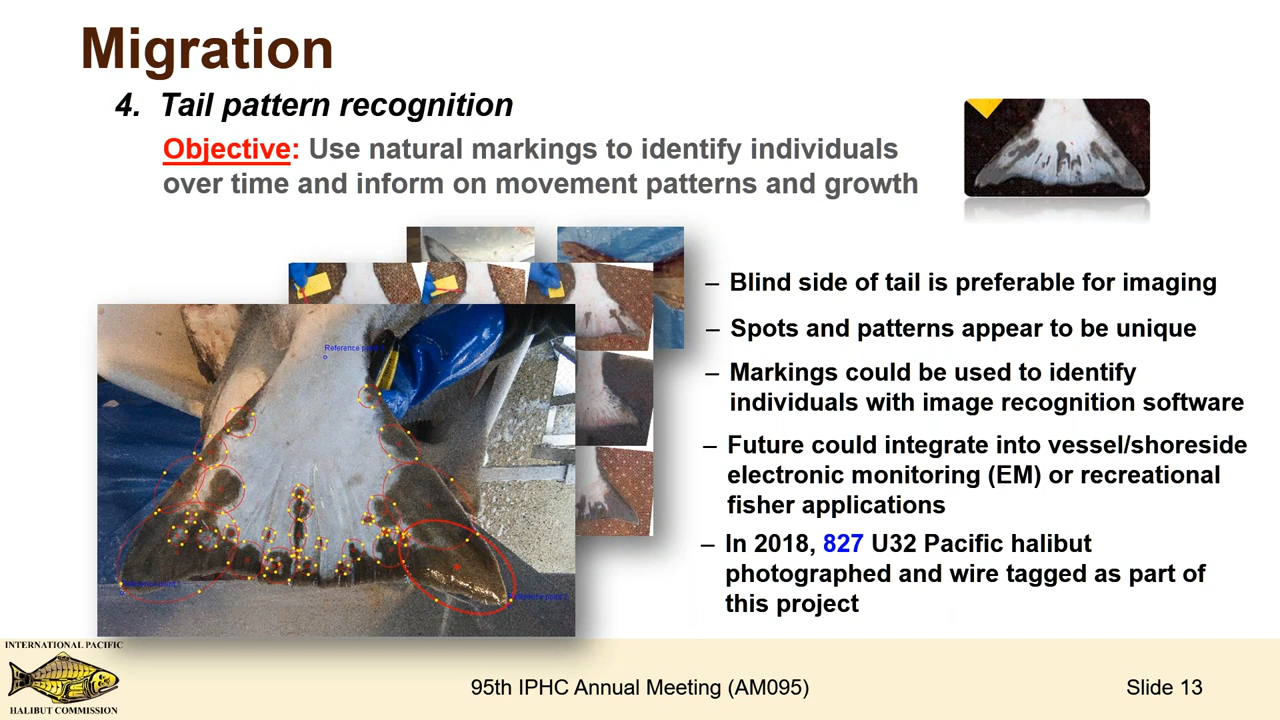 Migration
4. Tail pattern recognition
Objective: Use natural markings to identify individuals
over time and inform on movement patterns and growth
– Blind side of tail is preferable for imaging
– Spots and patterns appear to be unique
– Markings could be used to identify
individuals with image recognition software
– Future could integrate into vessel/shoreside
electronic monitoring (EM) or recreational
fisher applications
– In 2018, 827 U32 Pacific halibut
photographed and wire tagged as part of
this project
INTERNATIONAL PACIFIC
HALIBUT COMMISSION
95th IPHC Annual Meeting (AM095)
Slide 13